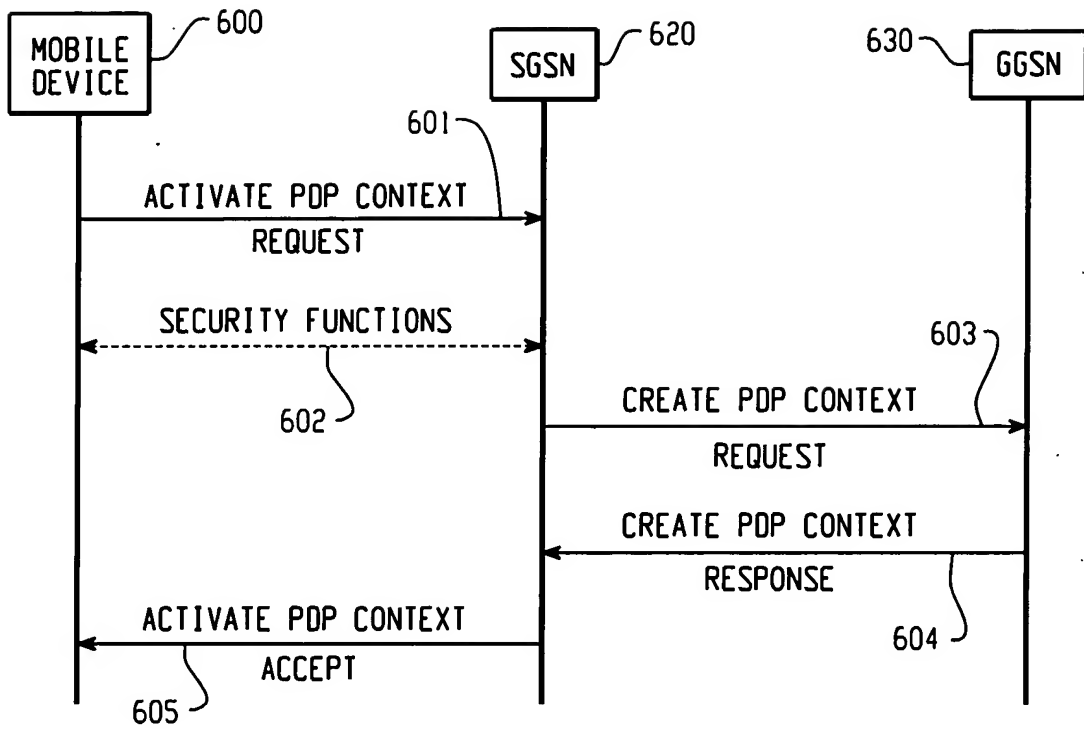 600
MOBILE
DEVICE
SGSN
620
630
GGSN
601
ACTIVATE PDP CONTEXT
REQUEST
SECURITY FUNCTIONS
602
603
CREATE PDP CONTEXT
REQUEST
CREATE PDP CONTEXT
RESPONSE
604
ACTIVATE PDP CONTEXT
ACCEPT
605